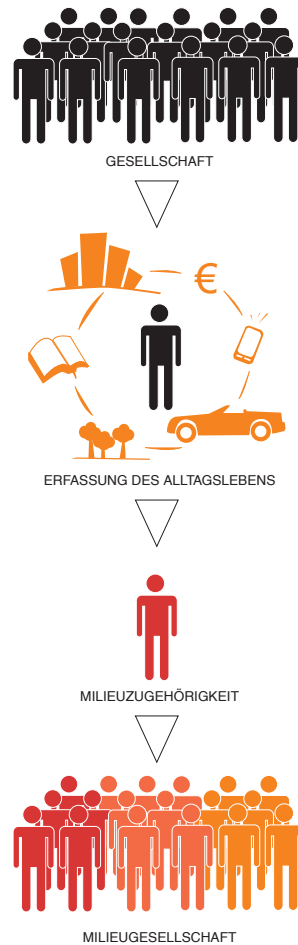 GESELLSCHAFT
€
ERFASSUNG DES ALLTAGSLEBENS
MILIEUZUGEHÖRIGKEIT
MILIEUGESELLSCHAFT